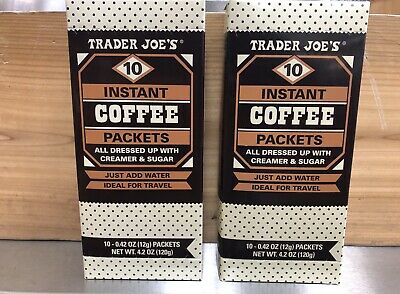 TRADER JOE'S®
10
INSTANT
COFFEE
PACKETS
ALL DRESSED UP WITH
CREAMER & SUGAR
JUST ADD WATER
IDEAL FOR TRAVEL
10 - 0.42 OZ (12g) PACKETS
NET WT. 4.2 OZ (120g)
TRADER JOE'S®
10
INSTANT
COFFEE
PACKETS
ALL DRESSED UP WITH
CREAMER & SUGAR
JUST ADD WATER
IDEAL FOR TRAVEL
10 - 0.42 OZ (12g) PACKETS
NET WT. 4.2 OZ (120g)